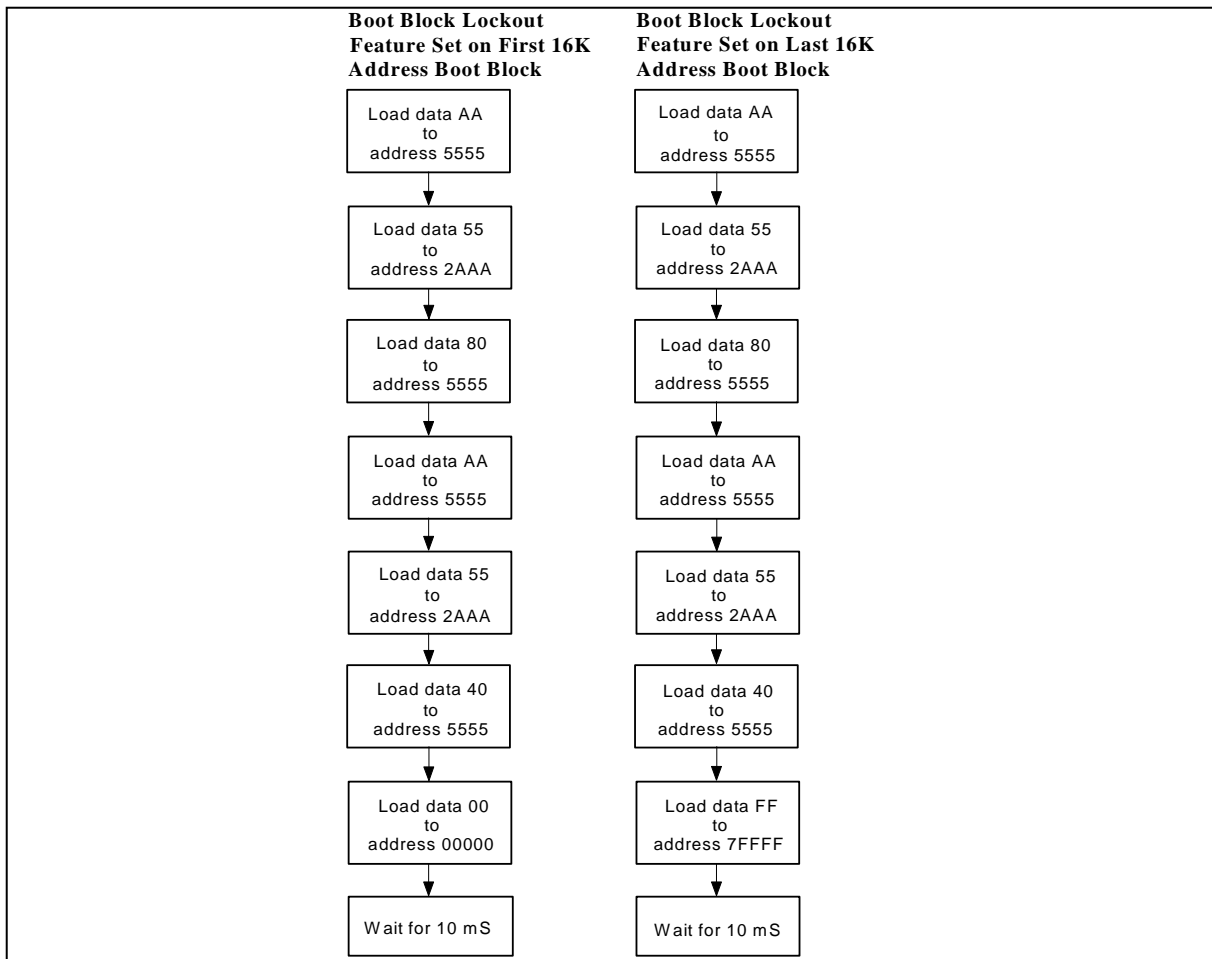 Boot Block Lockout
Feature Set on First 16K
Address Boot Block
Load data AA
to
address 5555
Load data 55
to
address 2AAA
Load data 80
to
address 5555
Load data AA
to
address 5555
Load data 55
to
address 2AAA
Load data 40
to
address 5555
Load data 00
to
address 00000
Wait for 10 mS
Boot Block Lockout
Feature Set on Last 16K
Address Boot Block
Load data AA
to
address 5555
Load data 55
to
address 2AAA
Load data 80
to
address 5555
Load data AA
to
address 5555
Load data 55
to
address 2AAA
Load data 40
to
address 5555
Load data FF
to
address 7FFFF
Wait for 10 mS